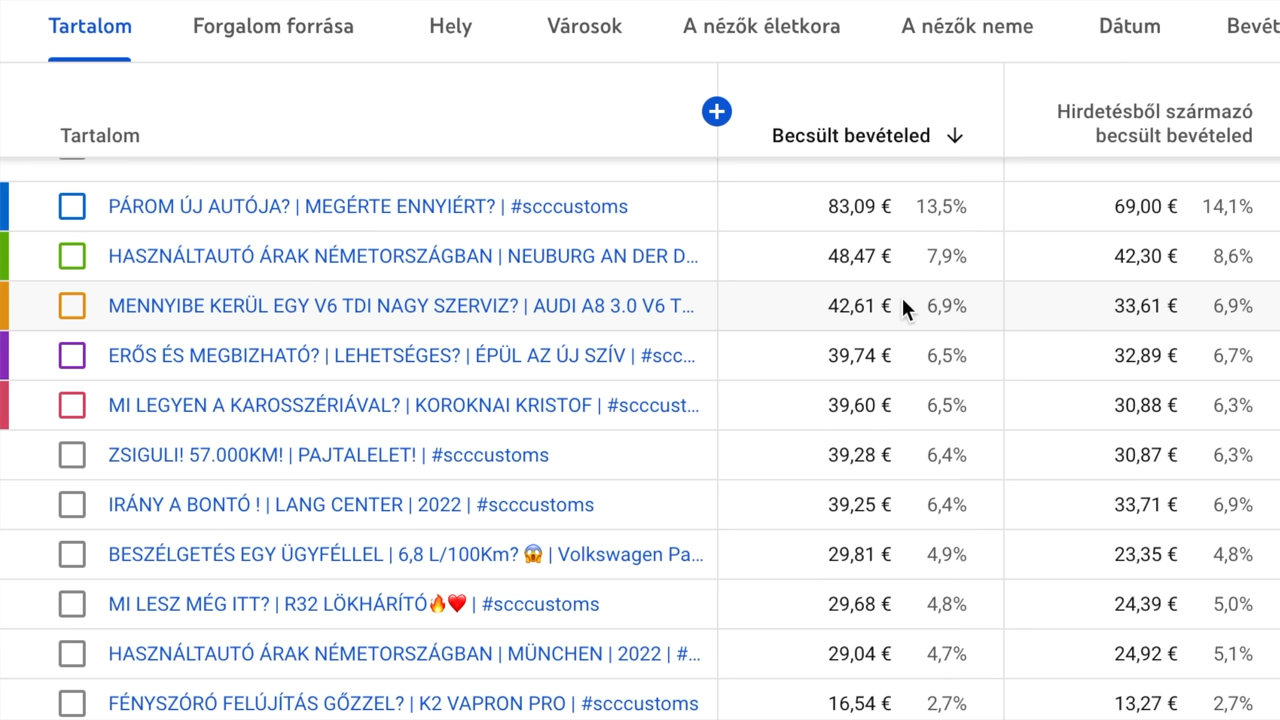 Tartalom Forgalom forrása Hely Városok A nézők életkora A nézők neme Dátum Bevét
Hirdetésből származó
Tartalom Becsült bevételed ↓ becsült bevételed
PÁROM ÚJ AUTÓJA? | MEGÉRTE ENNYIÉRT? | #scccustoms 83,09 € 13,5% 69,00 € 14,1%
HASZNÁLTAUTÓ ÁRAK NÉMETORSZÁGBAN | NEUBURG AN DER D... 48,47 € 7,9% 42,30 € 8,6%
MENNYIBE KERÜL EGY V6 TDI NAGY SZERVIZ? | AUDI A8 3.0 V6 T... 42,61 € 6,9% 33,61 € 6,9%
ERŐS ÉS MEGBIZHATÓ? | LEHETSÉGES? | ÉPÜL AZ ÚJ SZÍV | #scc... 39,74 € 6,5% 32,89 € 6,7%
MI LEGYEN A KAROSSZÉRIÁVAL? | KOROKNAI KRISTOF | #scccust... 39,60 € 6,5% 30,88 € 6,3%
ZSIGULI! 57.000KM! | PAJTALELET! | #scccustoms 39,28 € 6,4% 30,87 € 6,3%
IRÁNY A BONTÓ ! | LANG CENTER | 2022 | #scccustoms 39,25 € 6,4% 33,71 € 6,9%
BESZÉLGETÉS EGY ÜGYFÉLLEL | 6,8 L/100Km? 😱 | Volkswagen Pa... 29,81 € 4,9% 23,35 € 4,8%
MI LESZ MÉG ITT? | R32 LÖKHÁRÍTÓ🔥❤️ | #scccustoms 29,68 € 4,8% 24,39 € 5,0%
HASZNÁLTAUTÓ ÁRAK NÉMETORSZÁGBAN | MÜNCHEN | 2022 | #... 29,04 € 4,7% 24,92 € 5,1%
FÉNYSZÓRÓ FELÚJÍTÁS GŐZZEL? | K2 VAPRON PRO | #scccustoms 16,54 € 2,7% 13,27 € 2,7%